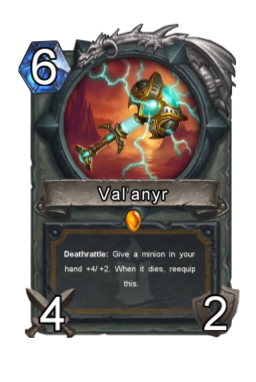 6
Val'anyr
Deathrattle: Give a minion in your
hand +4/+2. When it dies, reequip
this.
4
2